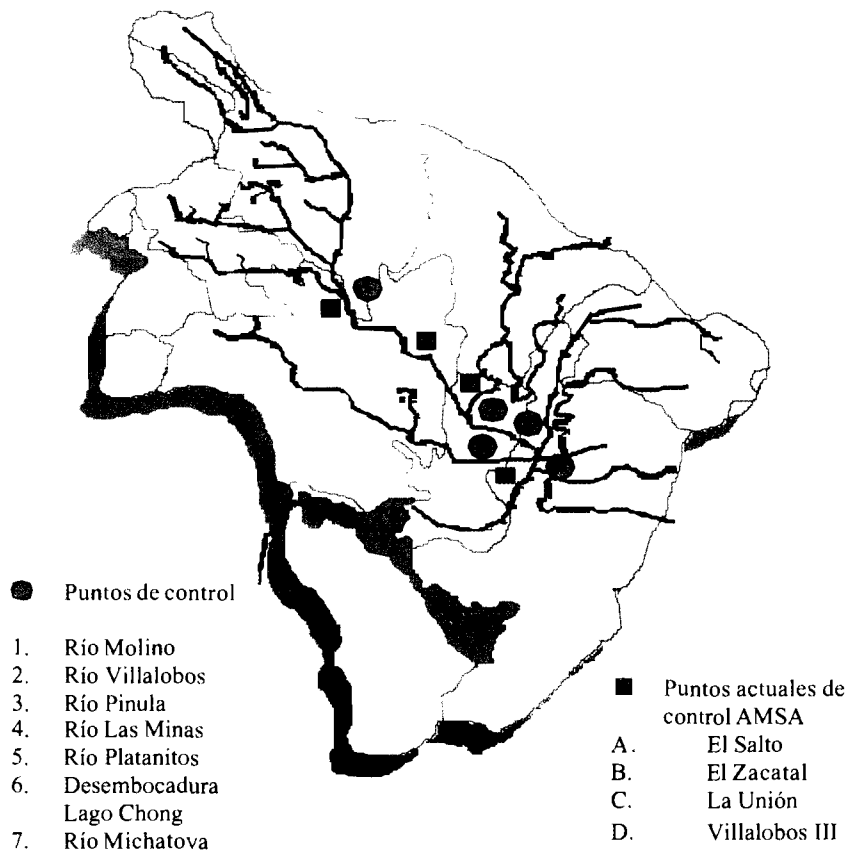 Puntos de control
1. Río Molino
2. Río Villalobos
3. Río Pinula
4. Río Las Minas
5. Río Platanitos
6. Desembocadura
Lago Chong
7. Río Michatova
Puntos actuales de
control AMSA
A. El Salto
B. El Zacatal
C. La Unión
D. Villalobos III